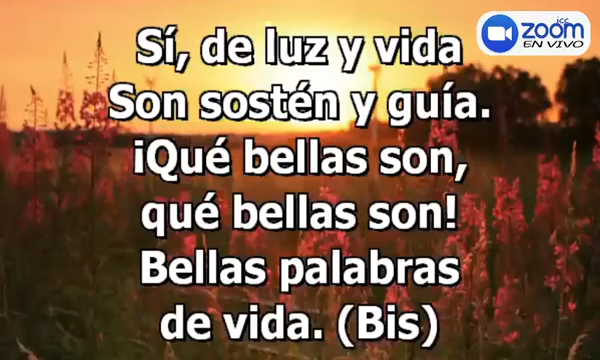 icc
zoom
EN VIVO
Sí, de luz y vida
Son sostén y guía.
¡Qué bellas son,
qué bellas son!
Bellas palabras
de vida. (Bis)